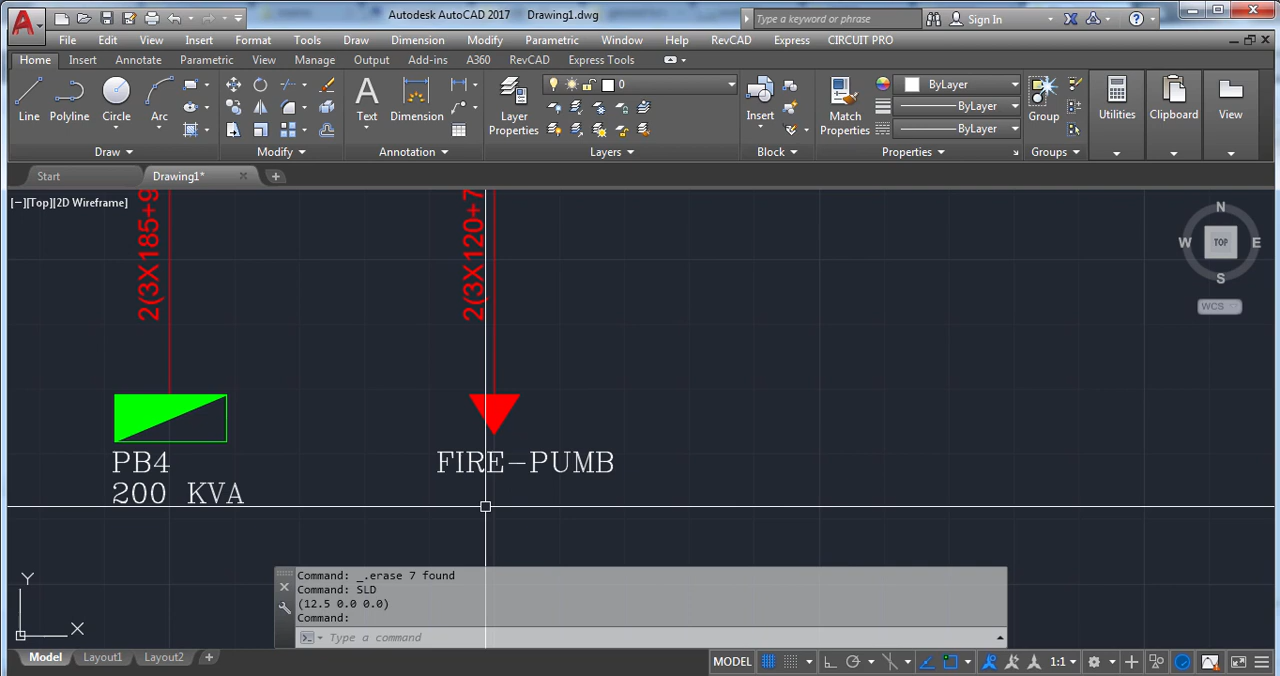 Autodesk AutoCAD 2017 Drawing1.dwg
Type a keyword or phrase
Sign In
File Edit View Insert Format Tools Draw Dimension Modify Parametric Window Help RevCAD Express CIRCUIT PRO
Home Insert Annotate Parametric View Manage Output Add-ins A360 RevCAD Express Tools
0
ByLayer
ByLayer
ByLayer
Line Polyline Circle Arc
Text Dimension
Layer Properties
Insert
Match Properties
Group
Utilities
Clipboard
View
Draw Modify Annotation Layers Block Properties Groups
Start Drawing1*
[−][Top][2D Wireframe]
N
W TOP E
S
WCS
2(3X185+9
2(3X120+7
PB4
200 KVA
FIRE-PUMB
Y
X
Command: _.erase 7 found
Command: SLD
(12.5 0.0 0.0)
Command:
Type a command
Model Layout1 Layout2 +
MODEL 1:1